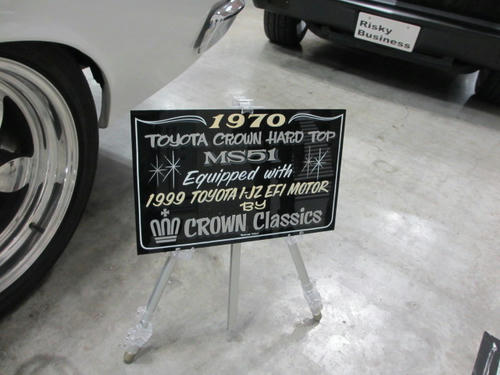 Risky
Business
1970
TOYOTA CROWN HARD TOP
MS51
Equipped with
1999 TOYOTA 1-JZ EFI MOTOR
BY
CROWN Classics